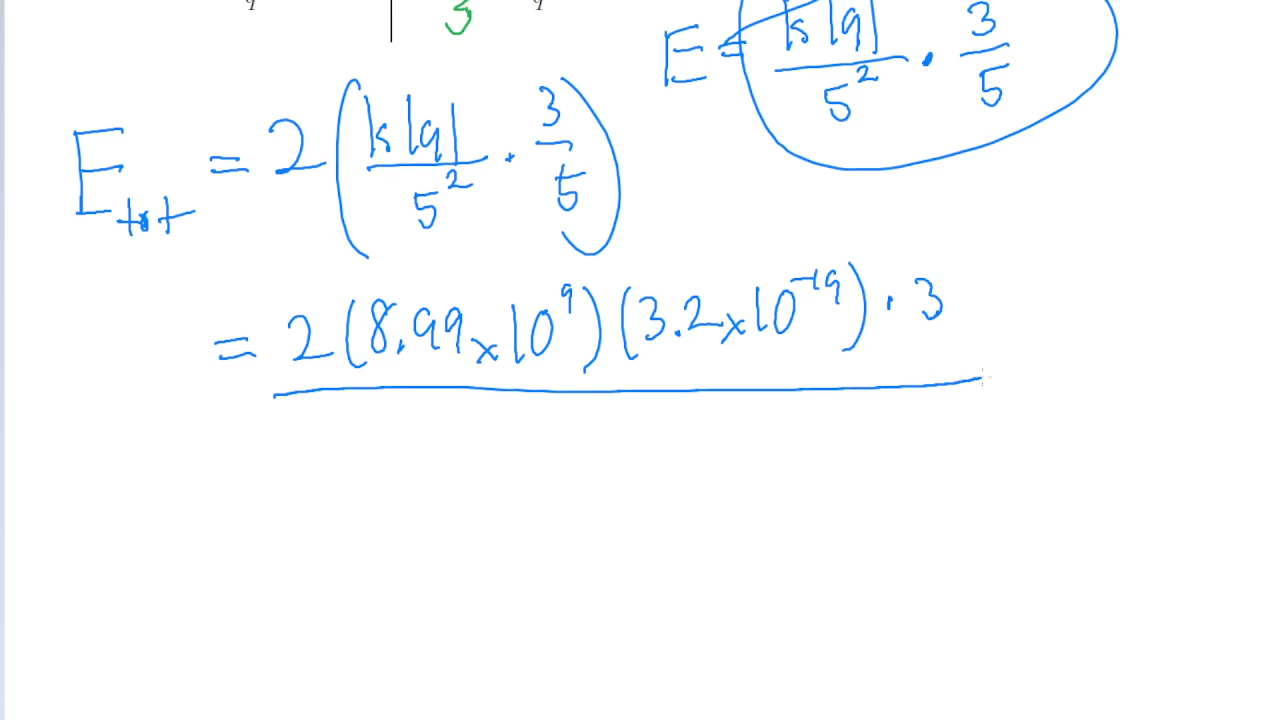 q 3 q
E = k|q| / 5² · 3/5
E_tot = 2 ( k|q| / 5² · 3/5 )
= 2 (8.99 x 10⁹) (3.2 x 10⁻¹⁹) · 3